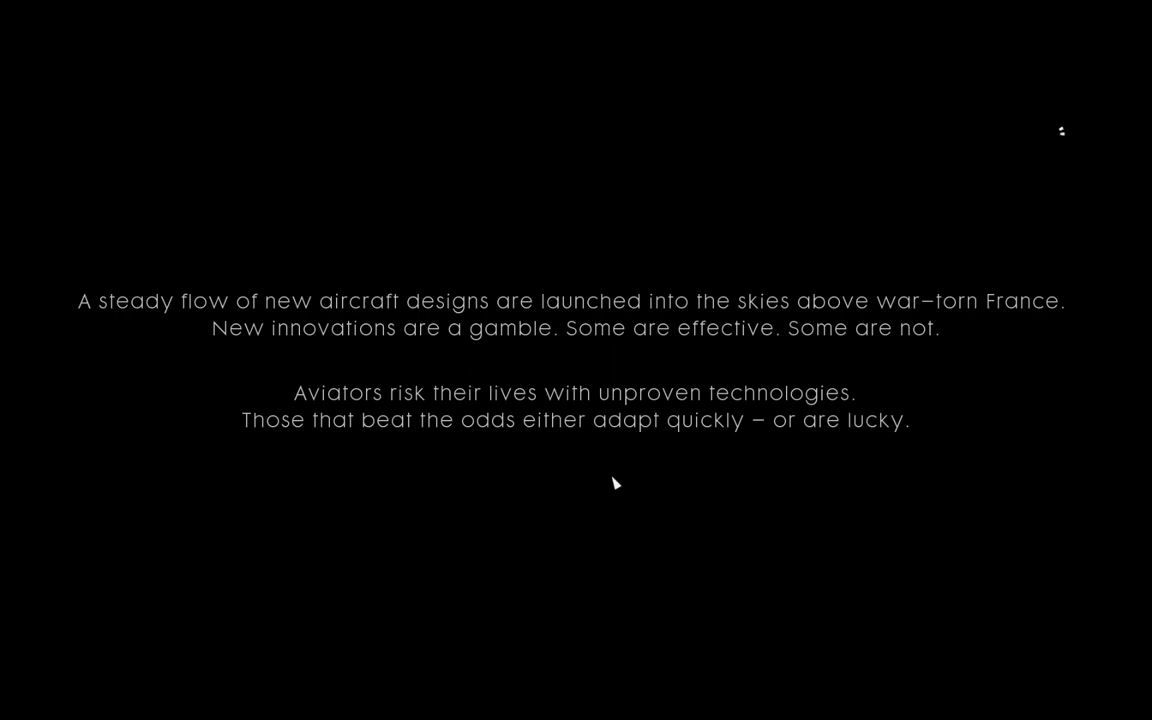 A steady flow of new aircraft designs are launched into the skies above war–torn France.
New innovations are a gamble. Some are effective. Some are not.
Aviators risk their lives with unproven technologies.
Those that beat the odds either adapt quickly – or are lucky.